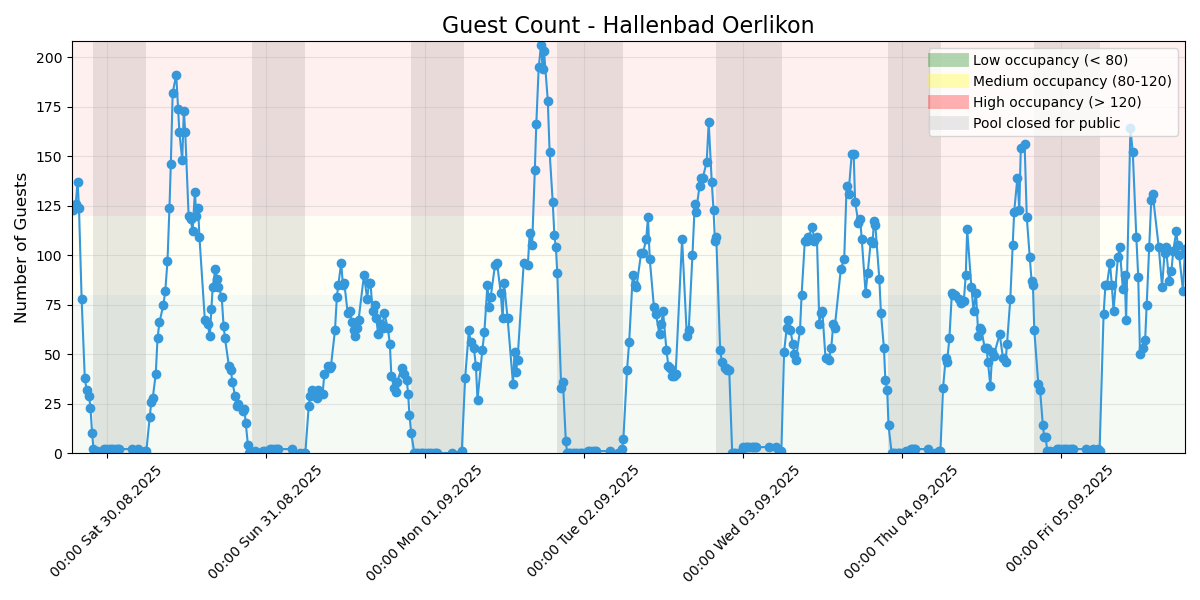 Guest Count - Hallenbad Oerlikon
Number of Guests
200
175
150
125
100
75
50
25
0
Low occupancy (< 80)
Medium occupancy (80-120)
High occupancy (> 120)
Pool closed for public
00:00 Sat 30.08.2025
00:00 Sun 31.08.2025
00:00 Mon 01.09.2025
00:00 Tue 02.09.2025
00:00 Wed 03.09.2025
00:00 Thu 04.09.2025
00:00 Fri 05.09.2025